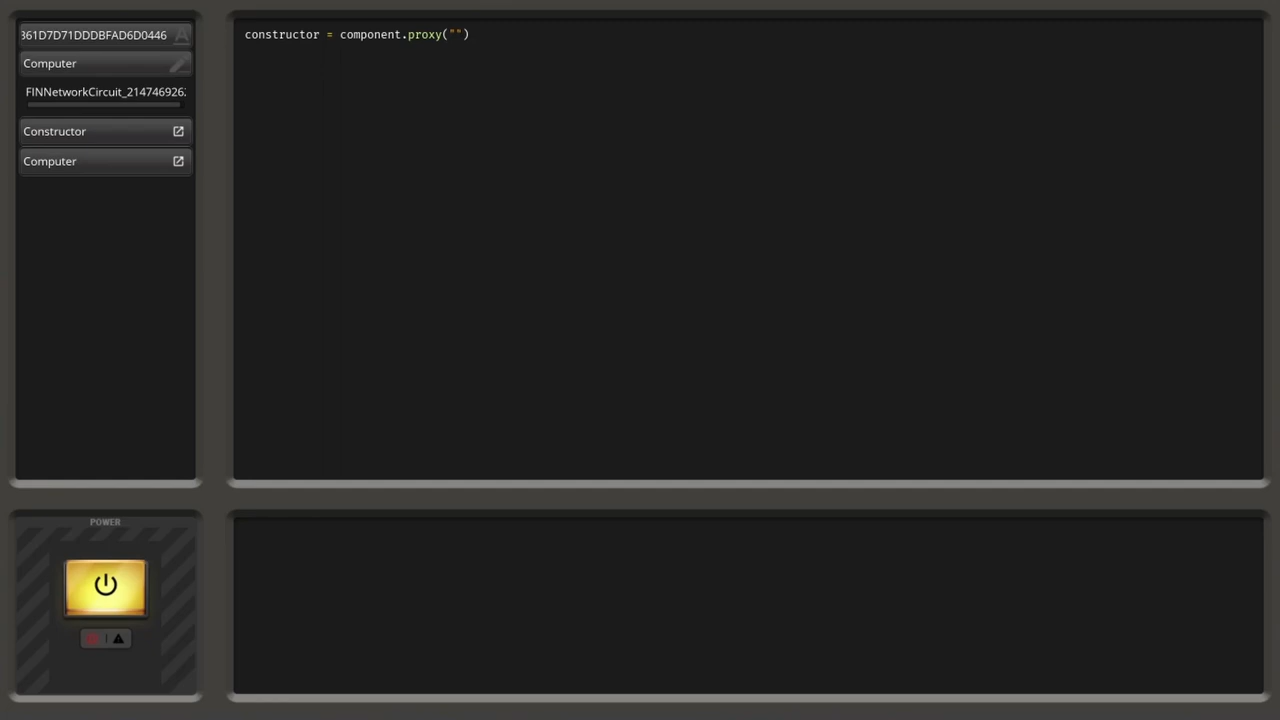 361D7D71DDDBFAD6D0446
Computer
FINNetworkCircuit_214746926
Constructor
Computer
constructor = component.proxy("")
POWER